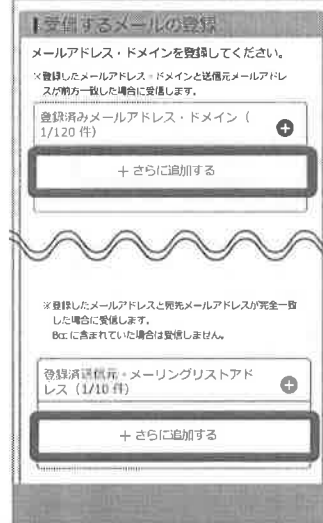 受信するメールの登録
メールアドレス・ドメインを登録してください。
※登録したメールアドレス・ドメインと送信元メールアドレ
スが前方一致した場合に受信します。
登録済みメールアドレス・ドメイン（
1/120 件）
＋ さらに追加する
※登録したメールアドレスと宛先メールアドレスが完全一致
した場合に受信します。
Bcc に含まれていた場合は受信しません。
登録済送信元・メーリングリストアド
レス（1/10 件）
＋ さらに追加する